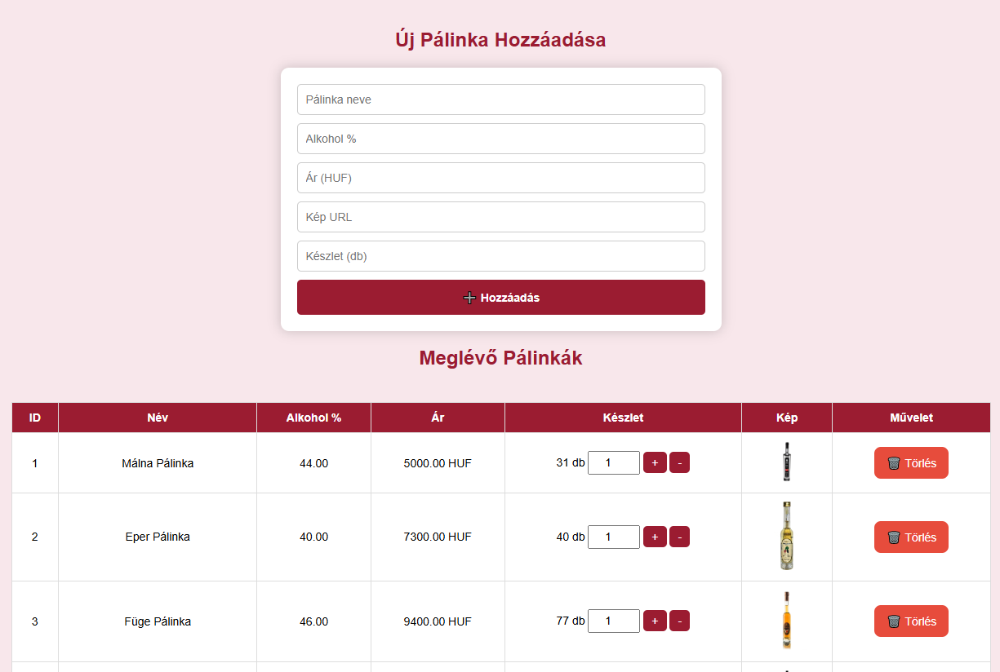 Új Pálinka Hozzáadása
Pálinka neve
Alkohol %
Ár (HUF)
Kép URL
Készlet (db)
➕ Hozzáadás
Meglévő Pálinkák
ID Név Alkohol % Ár Készlet Kép Művelet
1 Málna Pálinka 44.00 5000.00 HUF 31 db 1 + - 🗑 Törlés
2 Eper Pálinka 40.00 7300.00 HUF 40 db 1 + - 🗑 Törlés
3 Füge Pálinka 46.00 9400.00 HUF 77 db 1 + - 🗑 Törlés